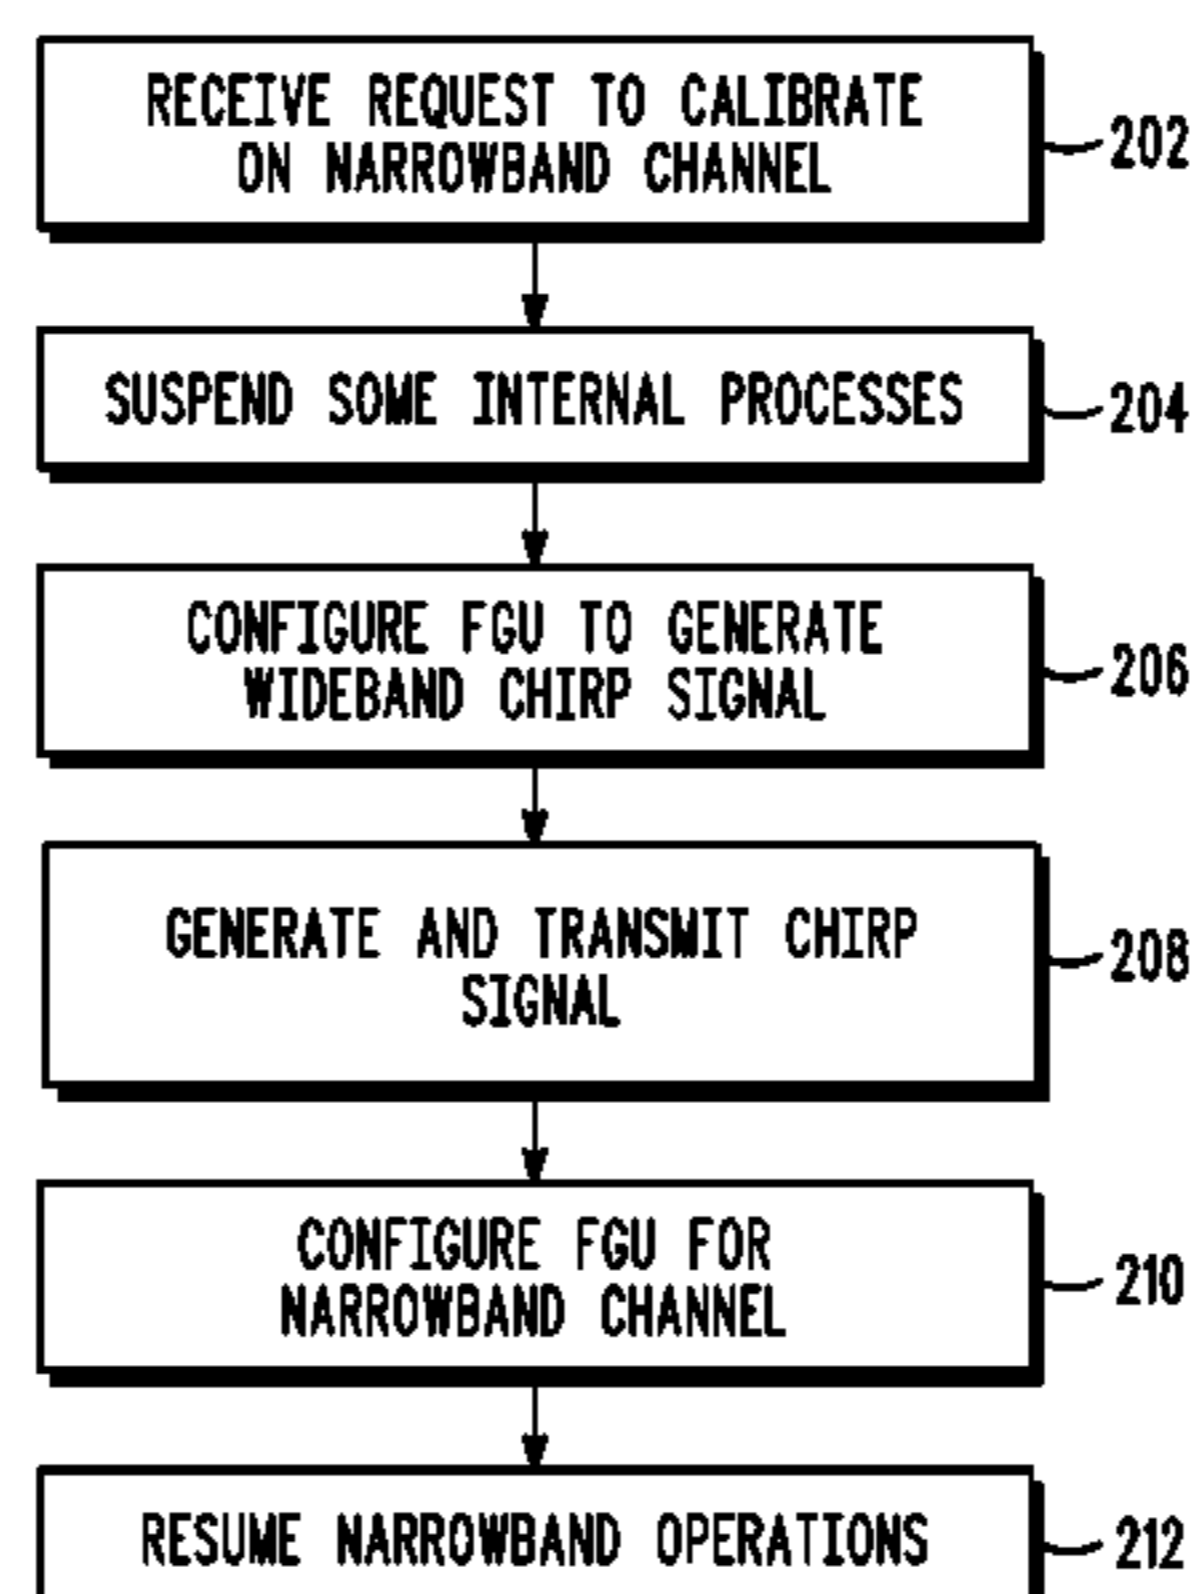 RECEIVE REQUEST TO CALIBRATE
ON NARROWBAND CHANNEL
202
SUSPEND SOME INTERNAL PROCESSES
204
CONFIGURE FGU TO GENERATE
WIDEBAND CHIRP SIGNAL
206
GENERATE AND TRANSMIT CHIRP
SIGNAL
208
CONFIGURE FGU FOR
NARROWBAND CHANNEL
210
RESUME NARROWBAND OPERATIONS
212